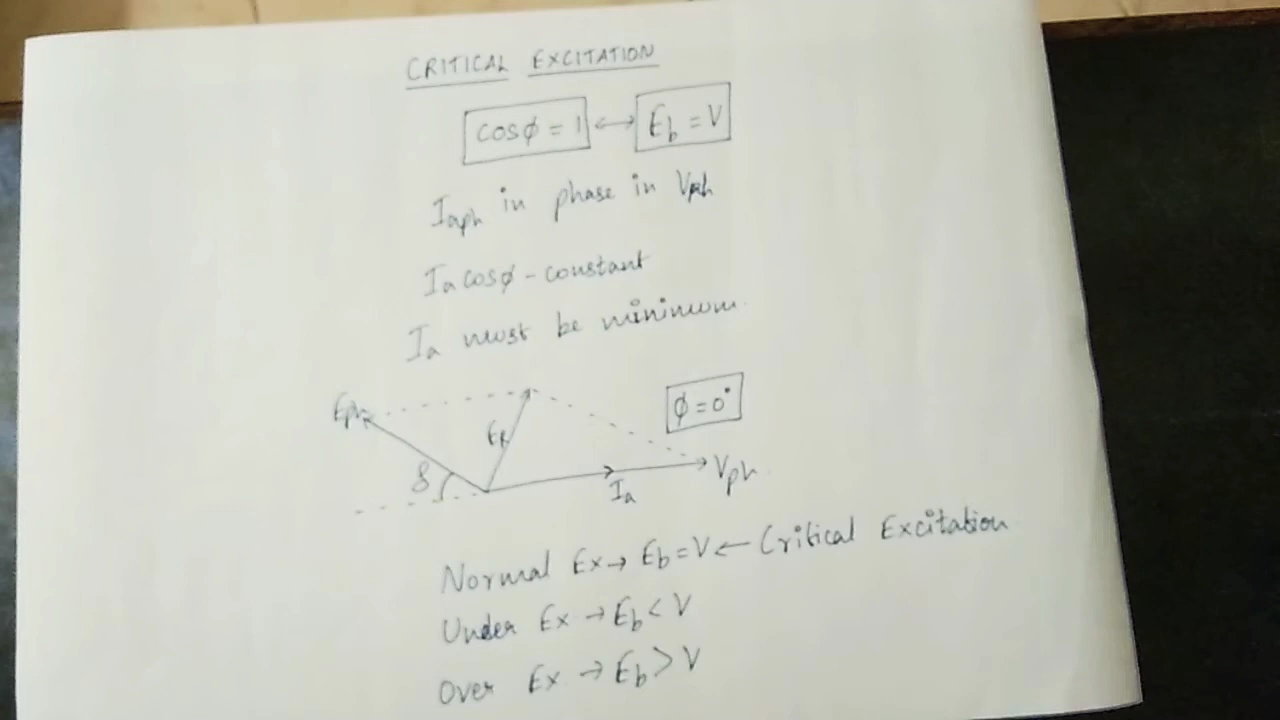 CRITICAL EXCITATION
cosφ = 1 ↔ Eb = V
Iaph in phase in Vph
Ia cosφ - constant
Ia must be minimum
Eph
ER
φ = 0°
δ
Ia
Vph
Normal Ex → Eb = V ← Critical Excitation
Under Ex → Eb < V
Over Ex → Eb > V